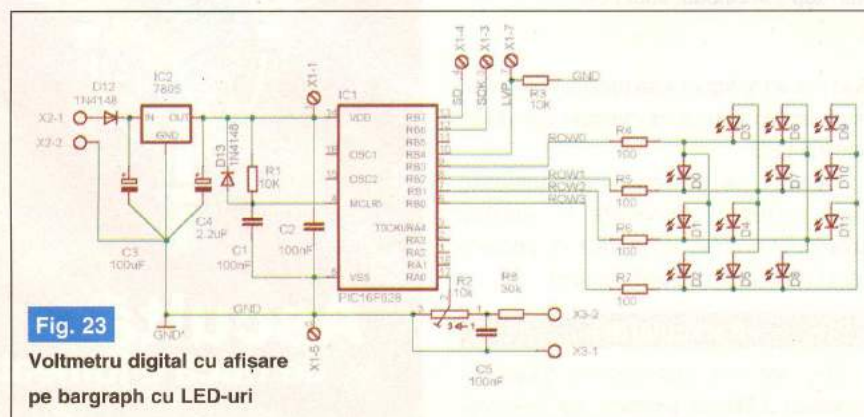 D12
1N4148
IC2
7805
IN
OUT
GND
X2-1
X2-2
D13
1N4148
R1
10K
C1
100nF
C2
100nF
C3
100uF
C4
2.2uF
X1-1
X1-5
IC1
VDD
OSC1
OSC2
MCLR\
VSS
RB7
RB6
RB5
RB4
RB3
RB2
RB1
RB0
RA3
RA2
RA1
RA0
PIC16F628
X1-4
X1-3
X1-7
SD
SCK
LVP
R3
10K
GND
ROW0
ROW1
ROW2
ROW3
R4
100
R5
100
R6
100
R7
100
D0
D1
D2
D3
D4
D5
D6
D7
D8
D9
D10
D11
R2
10k
30k
C5
100nF
X3-2
X3-1
GND
GND
Fig. 23
Voltmetru digital cu afișare
pe bargraph cu LED-uri